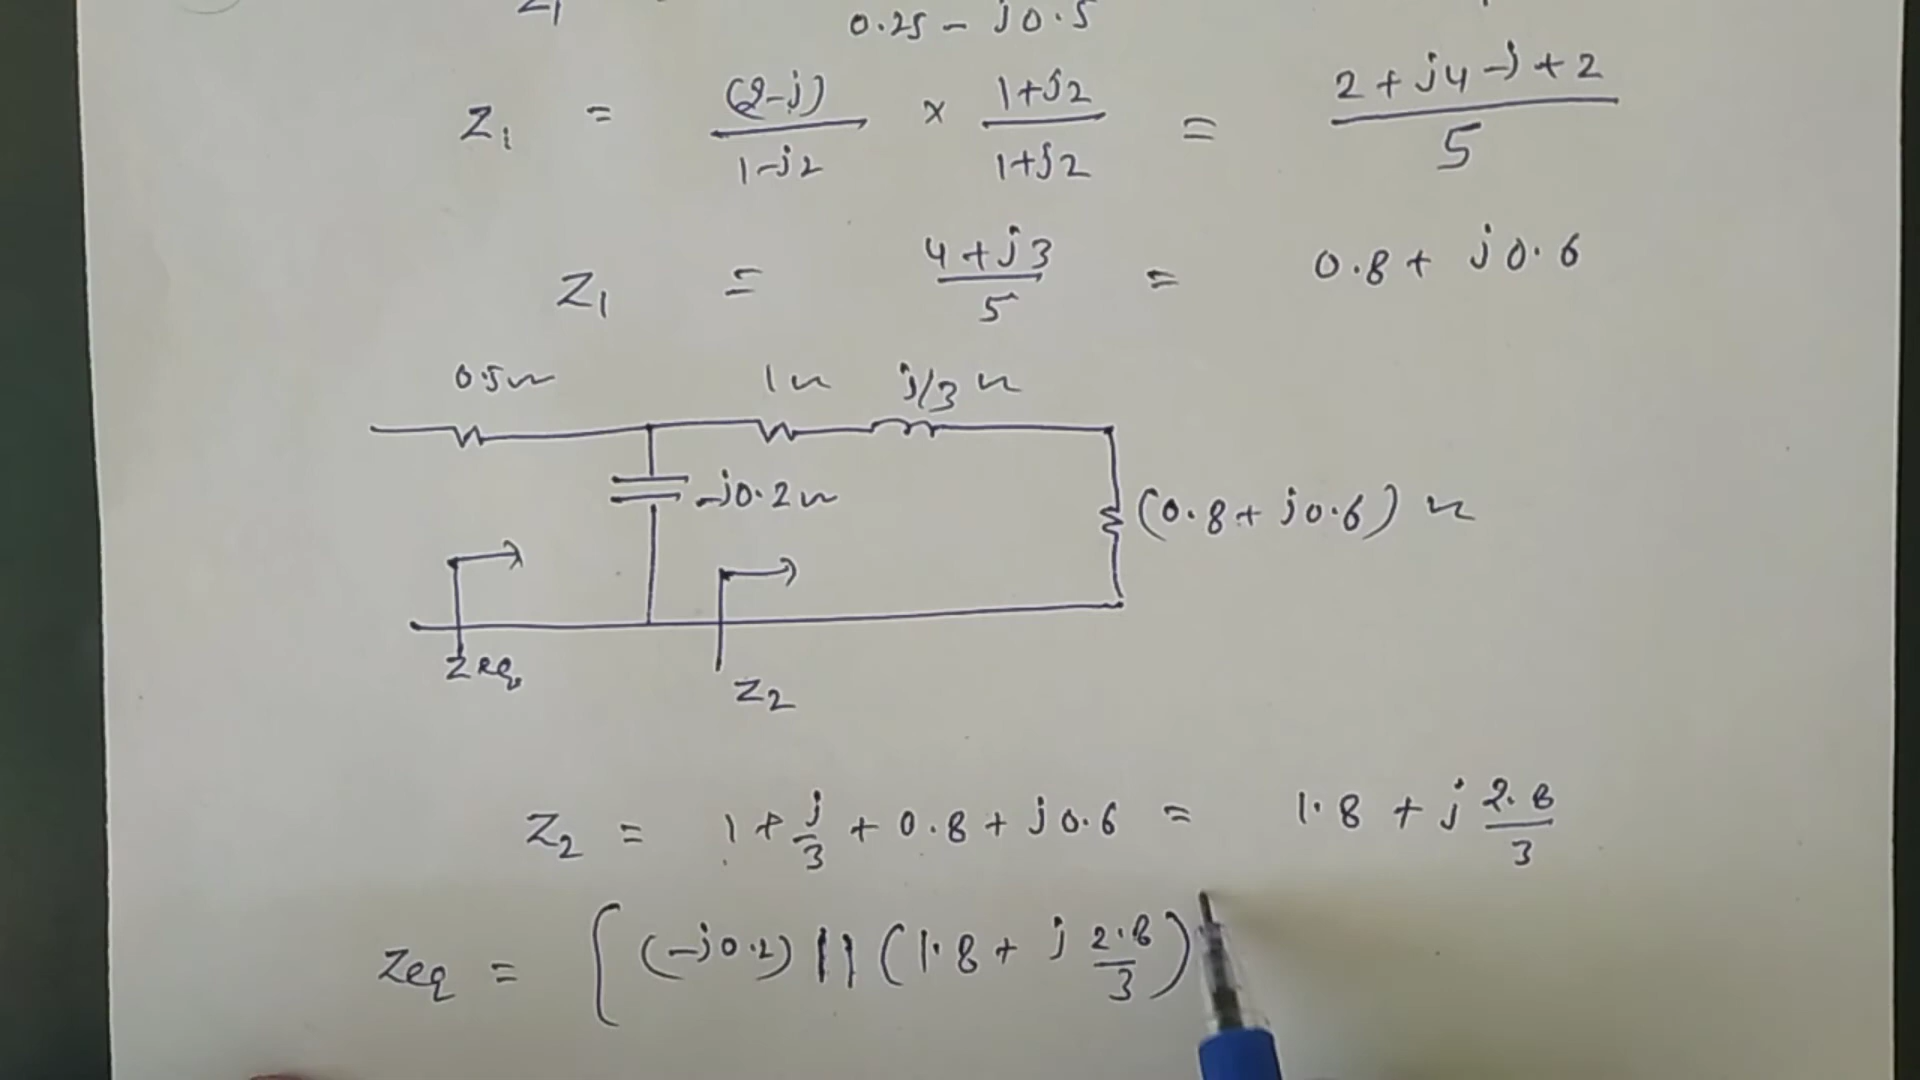 Z₁
0.25 - j0.5
Z₁ = (2-j)/(1-j2) × (1+j2)/(1+j2) = (2+j4-j+2)/5
Z₁ = (4+j3)/5 = 0.8 + j0.6
0.5Ω 1Ω j/3 Ω
-j0.2Ω (0.8 + j0.6) Ω
Zeq Z₂
Z₂ = 1 + j/3 + 0.8 + j0.6 = 1.8 + j 2.8/3
Zeq = [(-j0.2) || (1.8 + j 2.8/3)